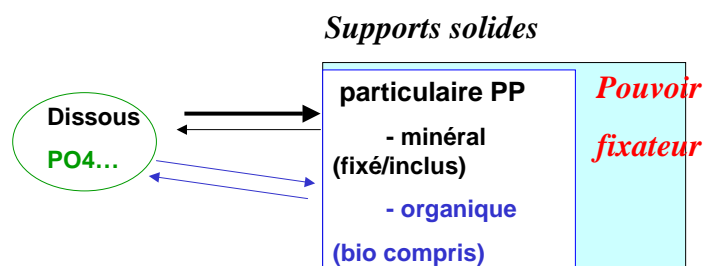 Supports solides
Dissous
PO4…
particulaire PP
- minéral
(fixé/inclus)
- organique
(bio compris)
Pouvoir
fixateur